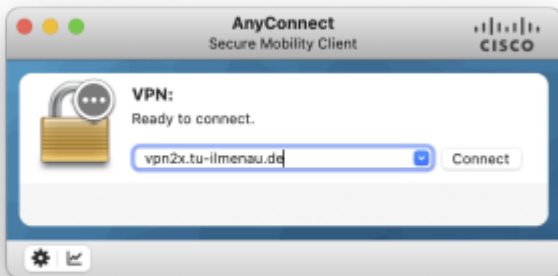 AnyConnect
Secure Mobility Client
CISCO
VPN:
Ready to connect.
vpn2x.tu-ilmenau.de
Connect